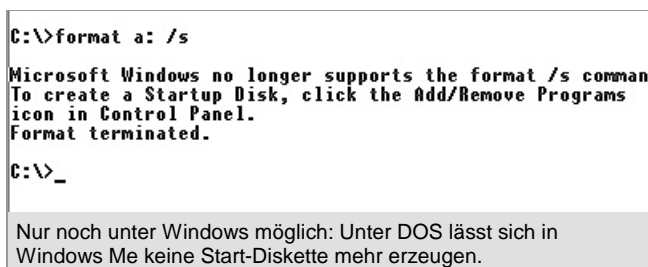 C:\>format a: /s
Microsoft Windows no longer supports the format /s comman
To create a Startup Disk, click the Add/Remove Programs
icon in Control Panel.
Format terminated.
C:\>_
Nur noch unter Windows möglich: Unter DOS lässt sich in
Windows Me keine Start-Diskette mehr erzeugen.